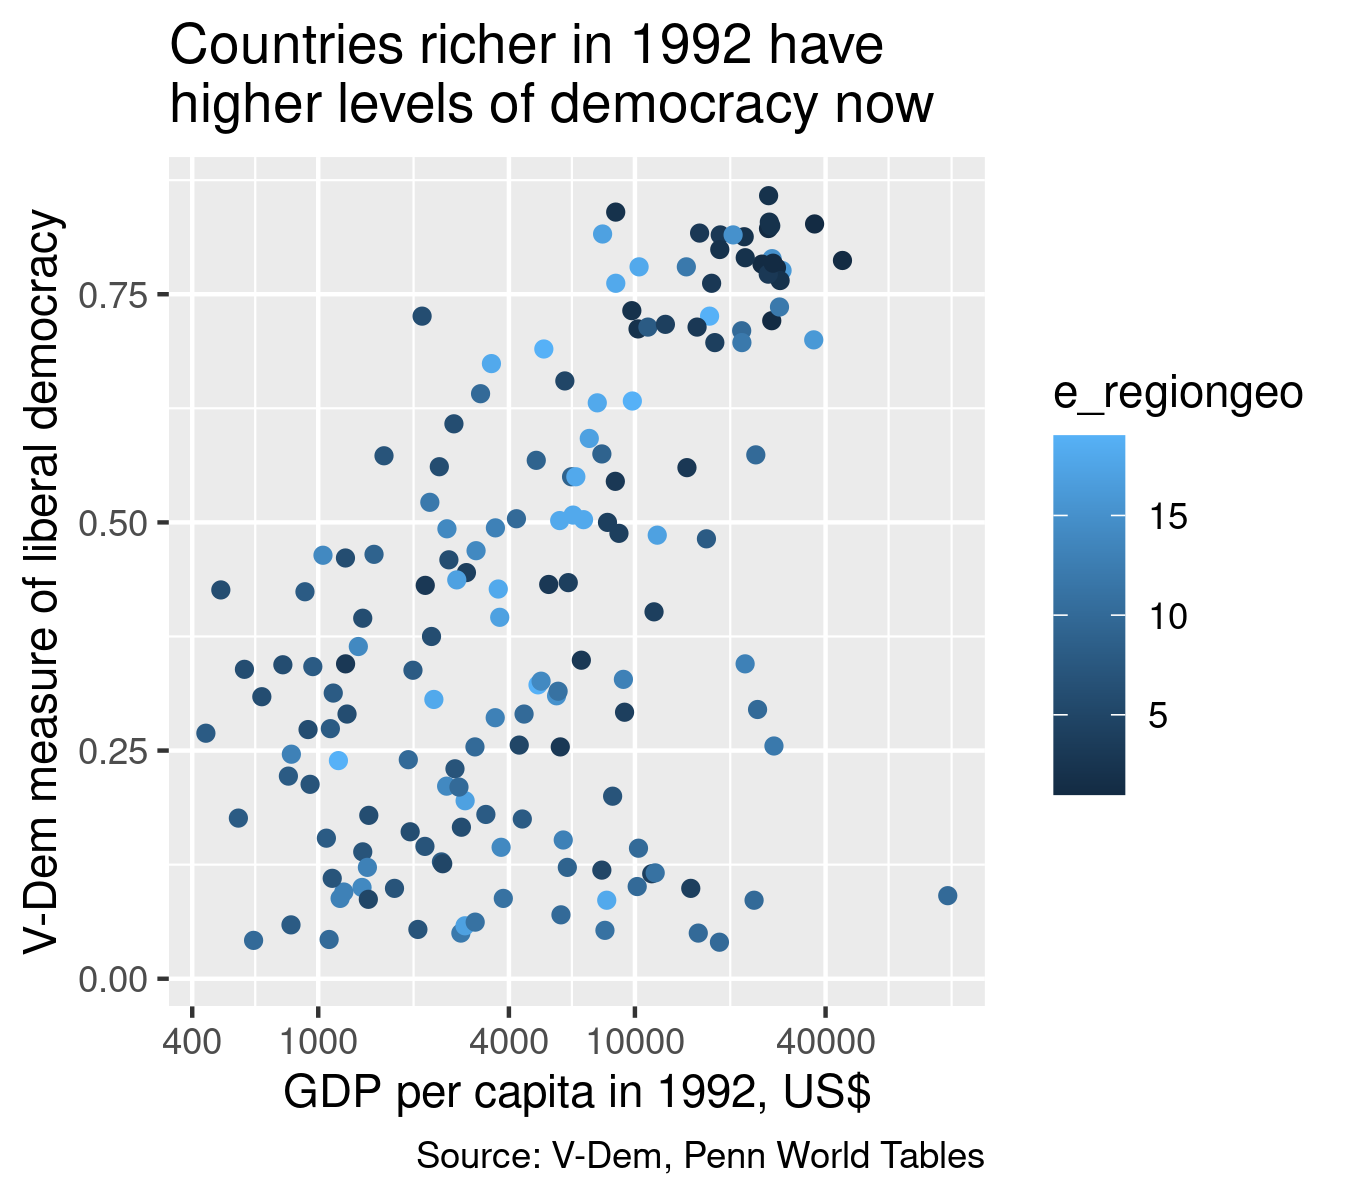 Countries richer in 1992 have
higher levels of democracy now
V-Dem measure of liberal democracy
0.75
0.50
0.25
0.00
400 1000 4000 10000 40000
GDP per capita in 1992, US$
Source: V-Dem, Penn World Tables
e_regiongeo
15
10
5